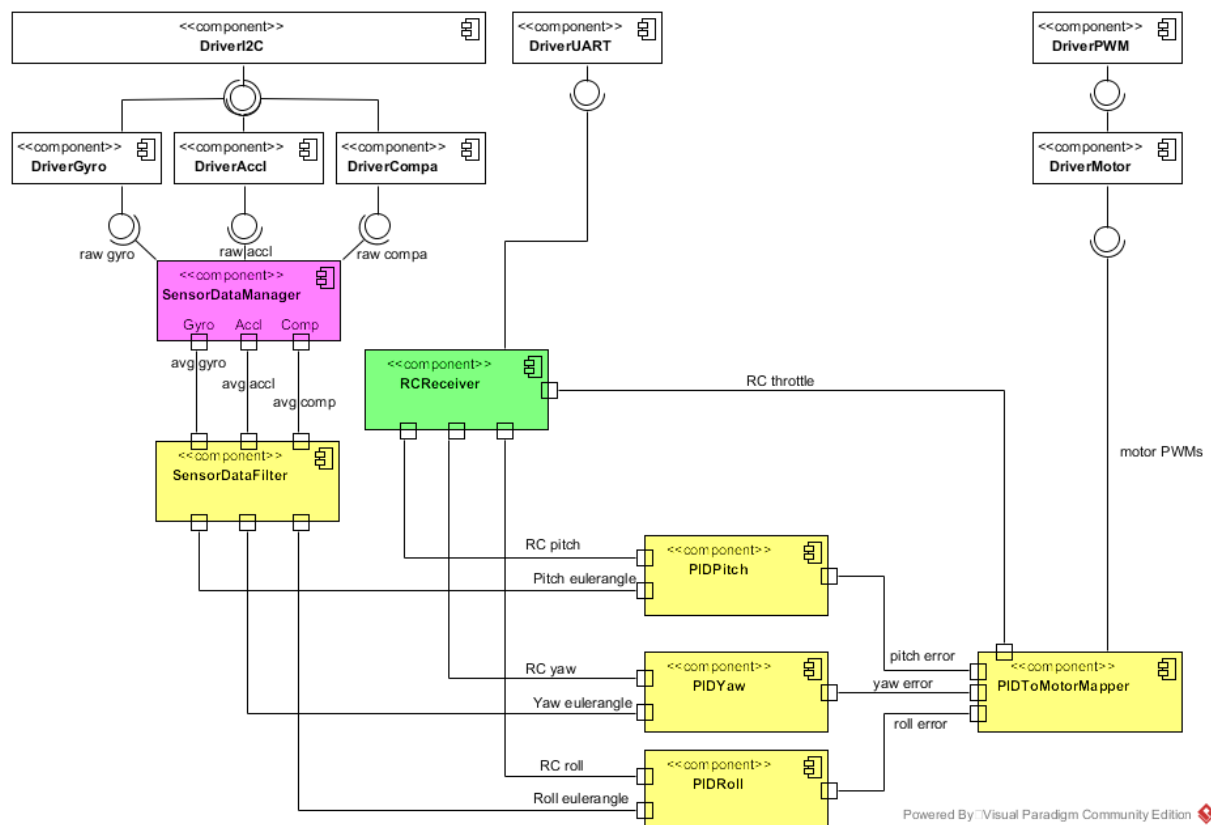 <<component>>
DriverI2C
<<component>>
DriverUART
<<component>>
DriverPWM
<<component>>
DriverGyro
<<component>>
DriverAccl
<<component>>
DriverCompa
<<component>>
DriverMotor
raw gyro
raw accl
raw compa
<<component>>
SensorDataManager
Gyro Accl Comp
avg gyro
avg accl
avg comp
<<component>>
RCReceiver
RC throttle
motor PWMs
<<component>>
SensorDataFilter
RC pitch
Pitch eulerangle
<<component>>
PIDPitch
pitch error
RC yaw
Yaw eulerangle
<<component>>
PIDYaw
yaw error
roll error
<<component>>
PIDToMotorMapper
RC roll
Roll eulerangle
<<component>>
PIDRoll
Powered By Visual Paradigm Community Edition